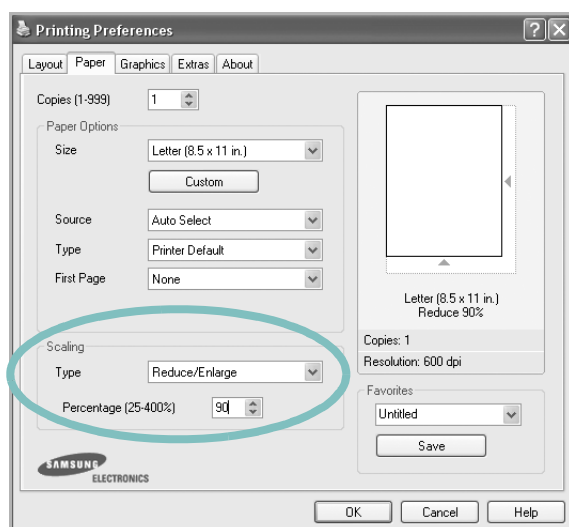 Printing Preferences
Layout Paper Graphics Extras About
Copies (1-999) 1
Paper Options
Size Letter (8.5 x 11 in.)
Custom
Source Auto Select
Type Printer Default
First Page None
Scaling
Type Reduce/Enlarge
Percentage (25-400%) 90
SAMSUNG
ELECTRONICS
Letter (8.5 x 11 in.)
Reduce 90%
Copies: 1
Resolution: 600 dpi
Favorites
Untitled
Save
OK Cancel Help